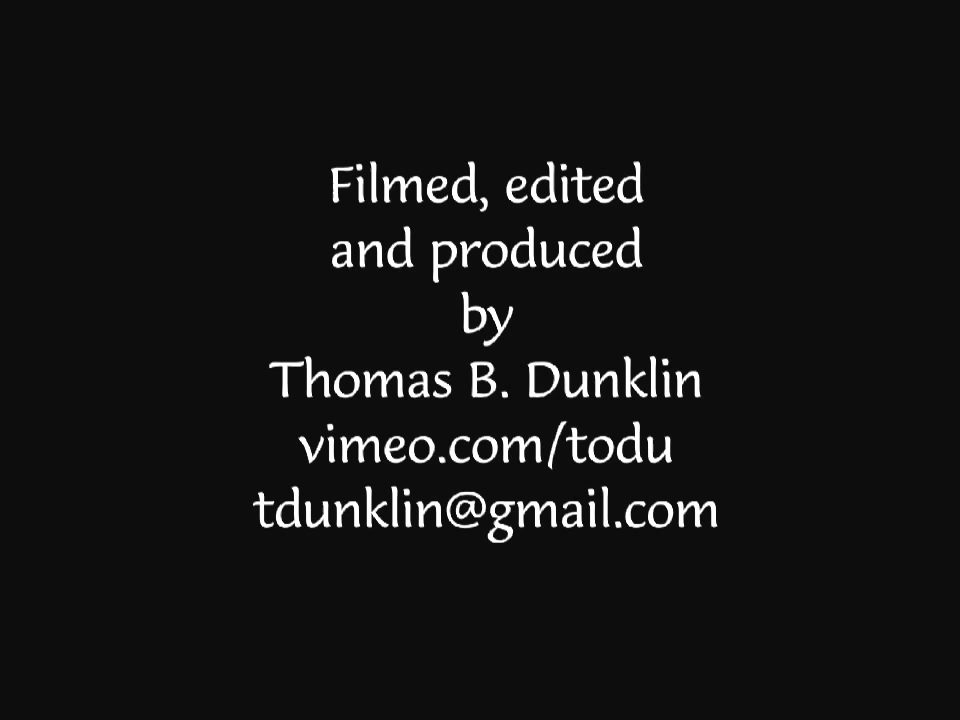 Filmed, edited
and produced
by
Thomas B. Dunklin
vimeo.com/todu
tdunklin@gmail.com